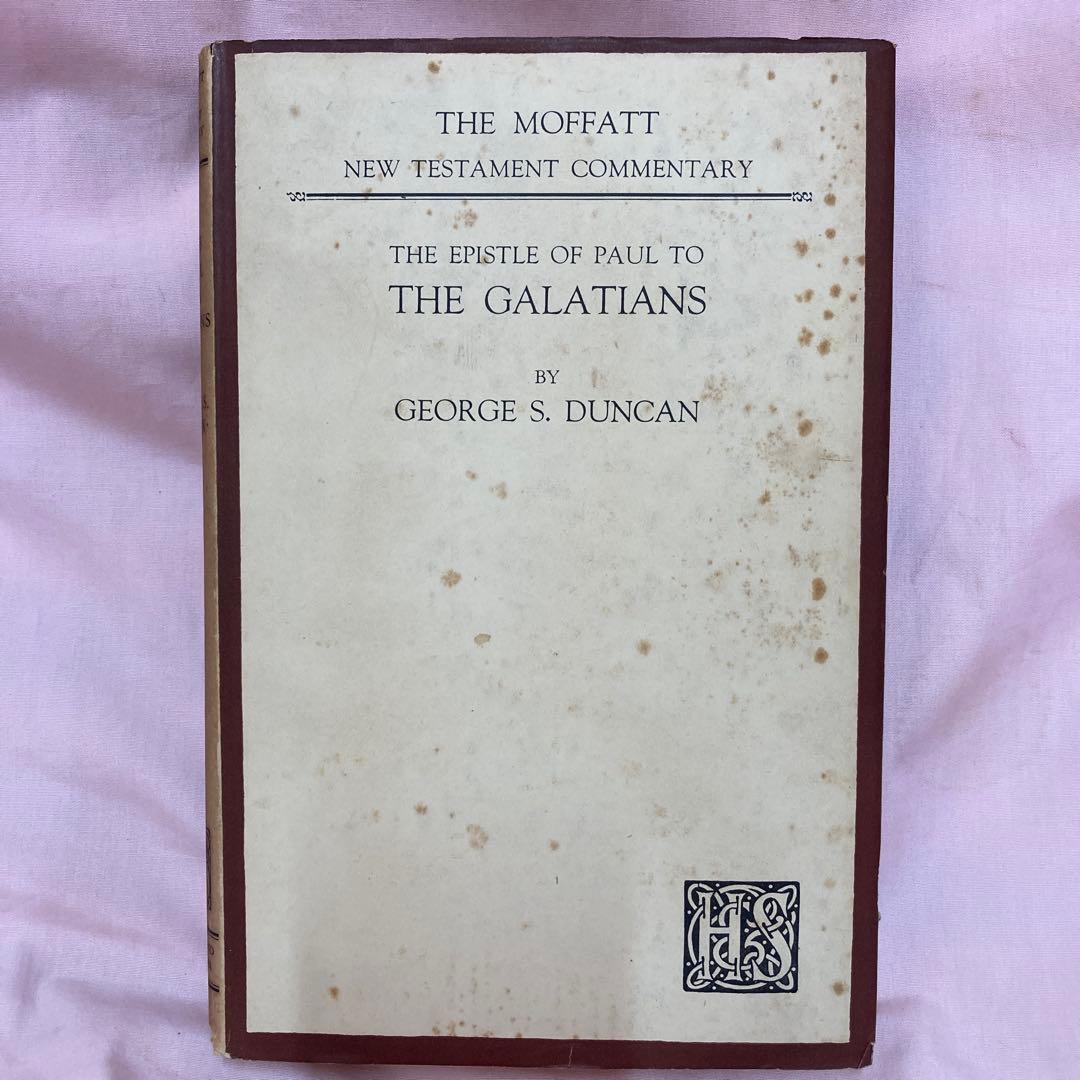 THE MOFFATT
NEW TESTAMENT COMMENTARY
THE EPISTLE OF PAUL TO
THE GALATIANS
BY
GEORGE S. DUNCAN
HS